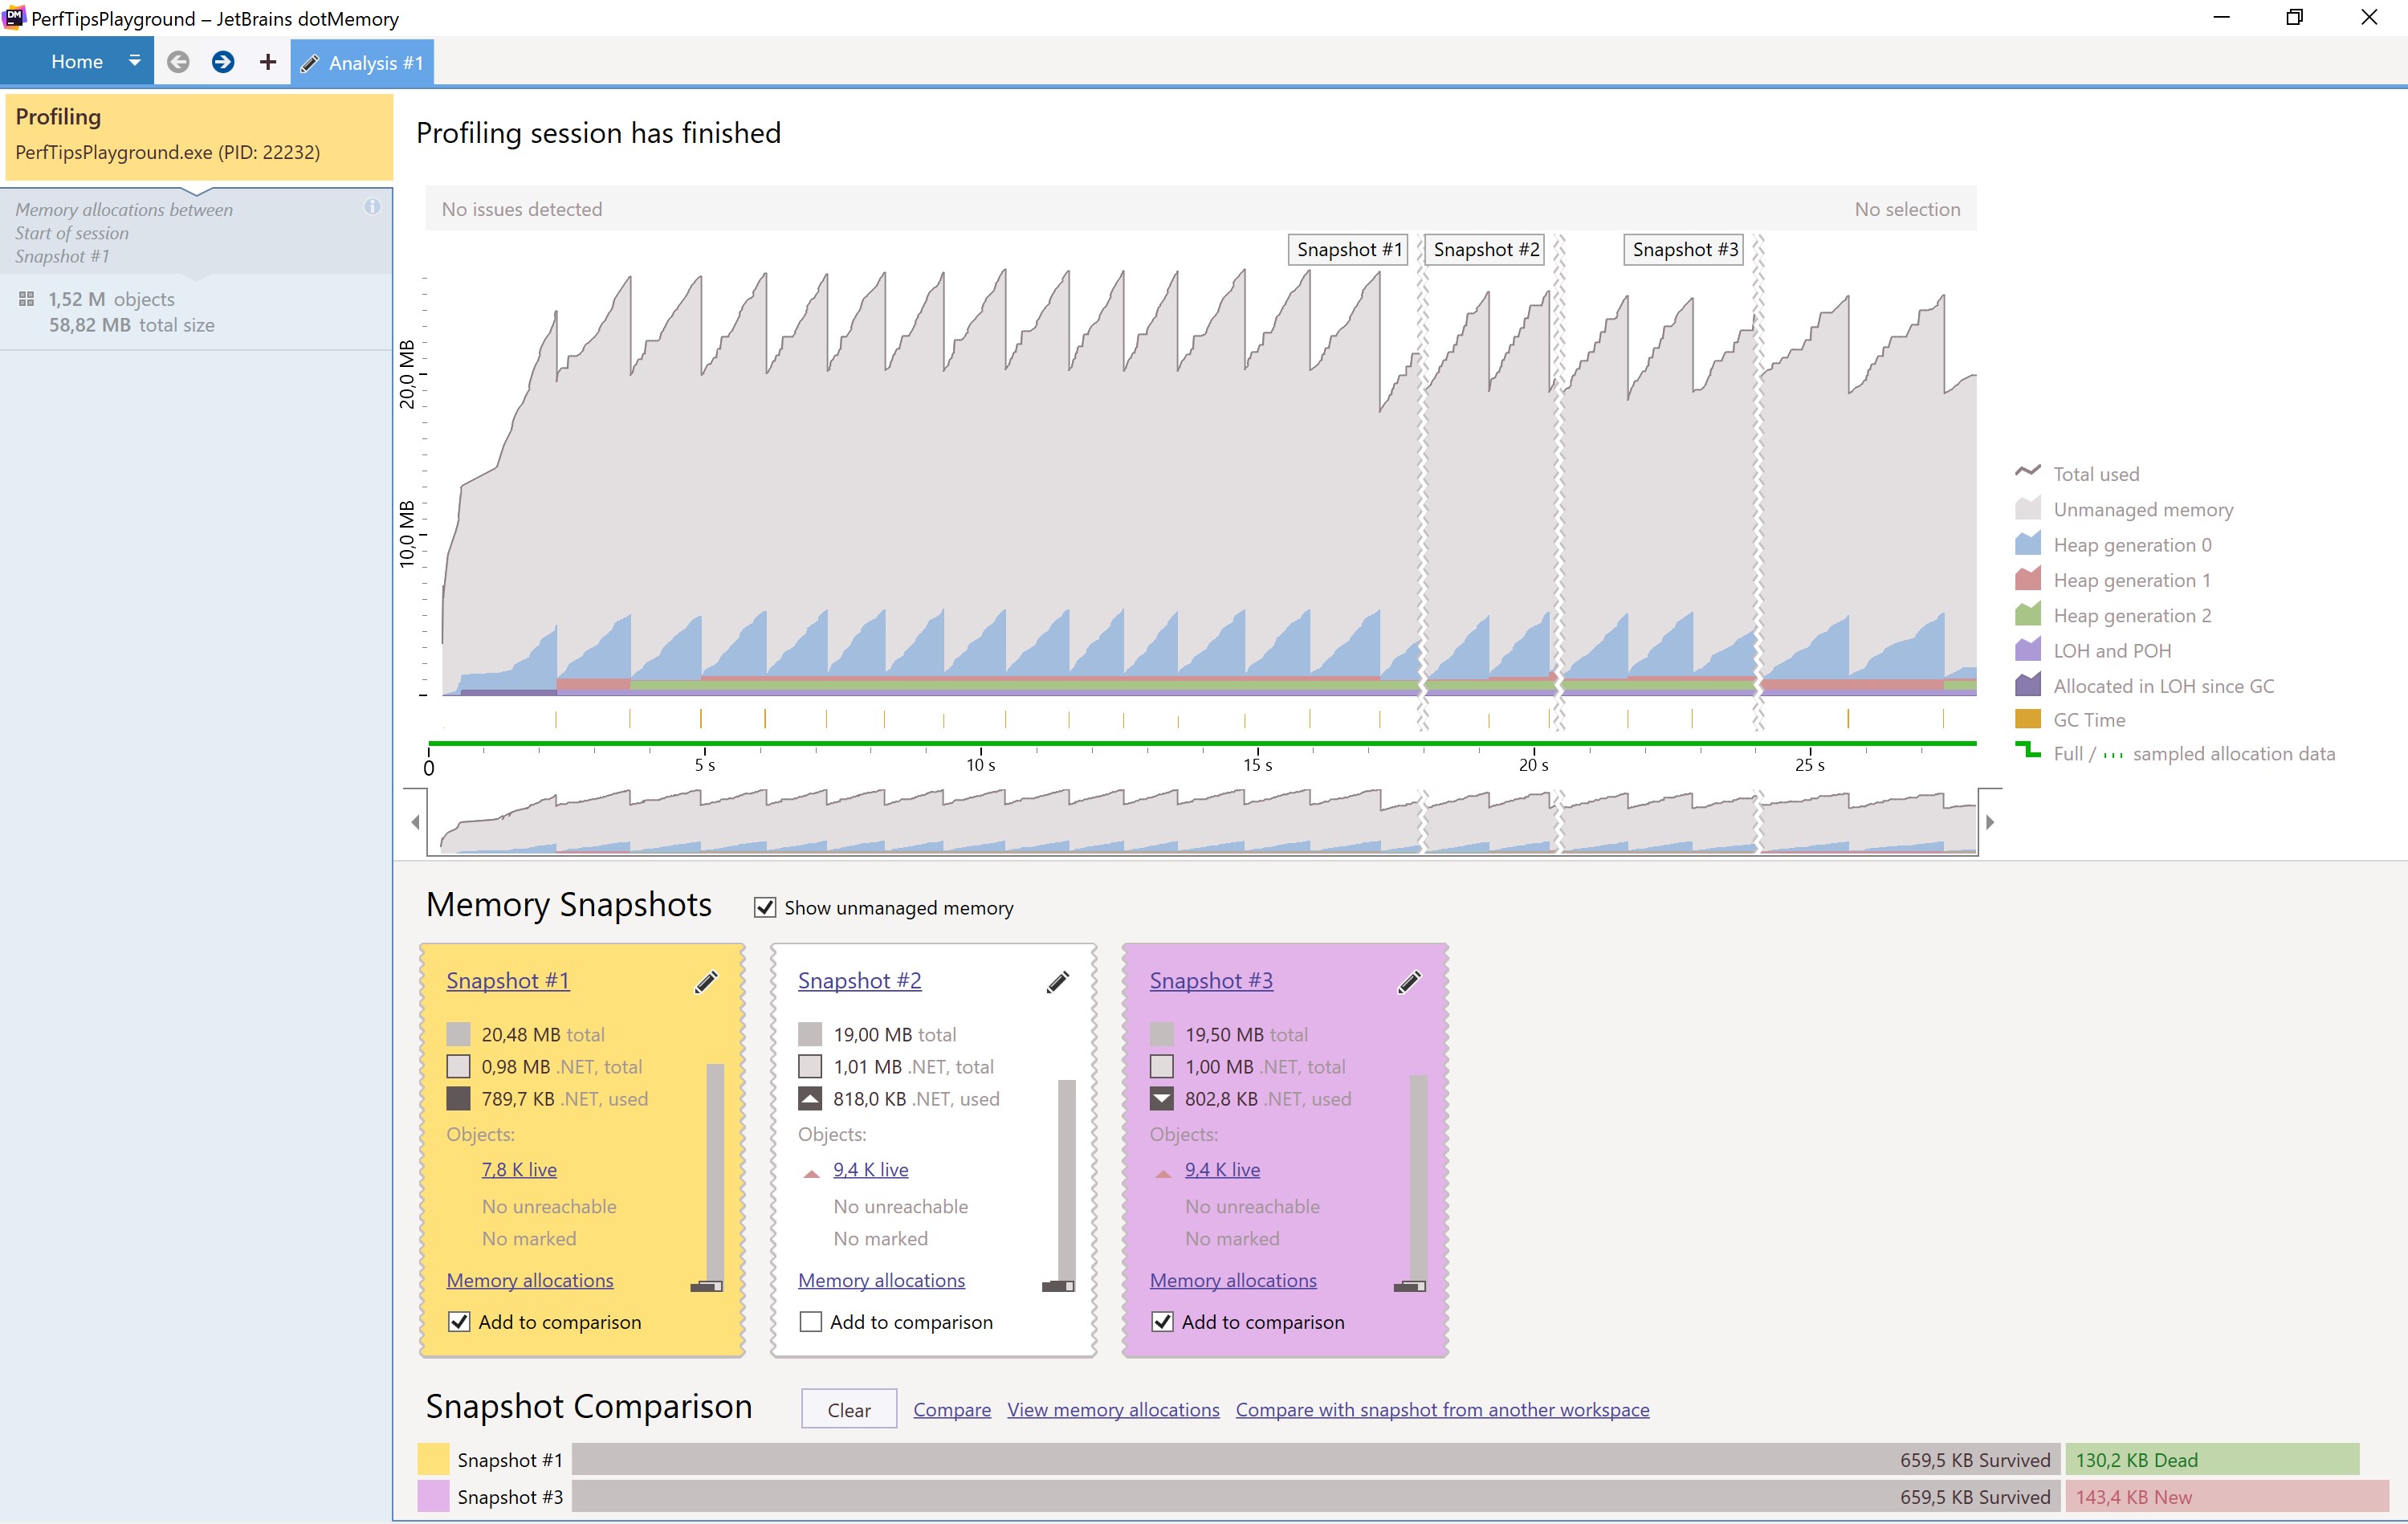 PerfTipsPlayground – JetBrains dotMemory
Home
Analysis #1
Profiling
PerfTipsPlayground.exe (PID: 22232)
Memory allocations between
Start of session
Snapshot #1
1,52 M objects
58,82 MB total size
Profiling session has finished
No issues detected
No selection
Snapshot #1
Snapshot #2
Snapshot #3
20,0 MB
10,0 MB
Total used
Unmanaged memory
Heap generation 0
Heap generation 1
Heap generation 2
LOH and POH
Allocated in LOH since GC
GC Time
Full / sampled allocation data
0
5 s
10 s
15 s
20 s
25 s
Memory Snapshots
Show unmanaged memory
Snapshot #1
20,48 MB total
0,98 MB .NET, total
789,7 KB .NET, used
Objects:
7,8 K live
No unreachable
No marked
Memory allocations
Add to comparison
Snapshot #2
19,00 MB total
1,01 MB .NET, total
818,0 KB .NET, used
Objects:
9,4 K live
No unreachable
No marked
Memory allocations
Add to comparison
Snapshot #3
19,50 MB total
1,00 MB .NET, total
802,8 KB .NET, used
Objects:
9,4 K live
No unreachable
No marked
Memory allocations
Add to comparison
Snapshot Comparison
Clear
Compare
View memory allocations
Compare with snapshot from another workspace
Snapshot #1
659,5 KB Survived
130,2 KB Dead
Snapshot #3
659,5 KB Survived
143,4 KB New